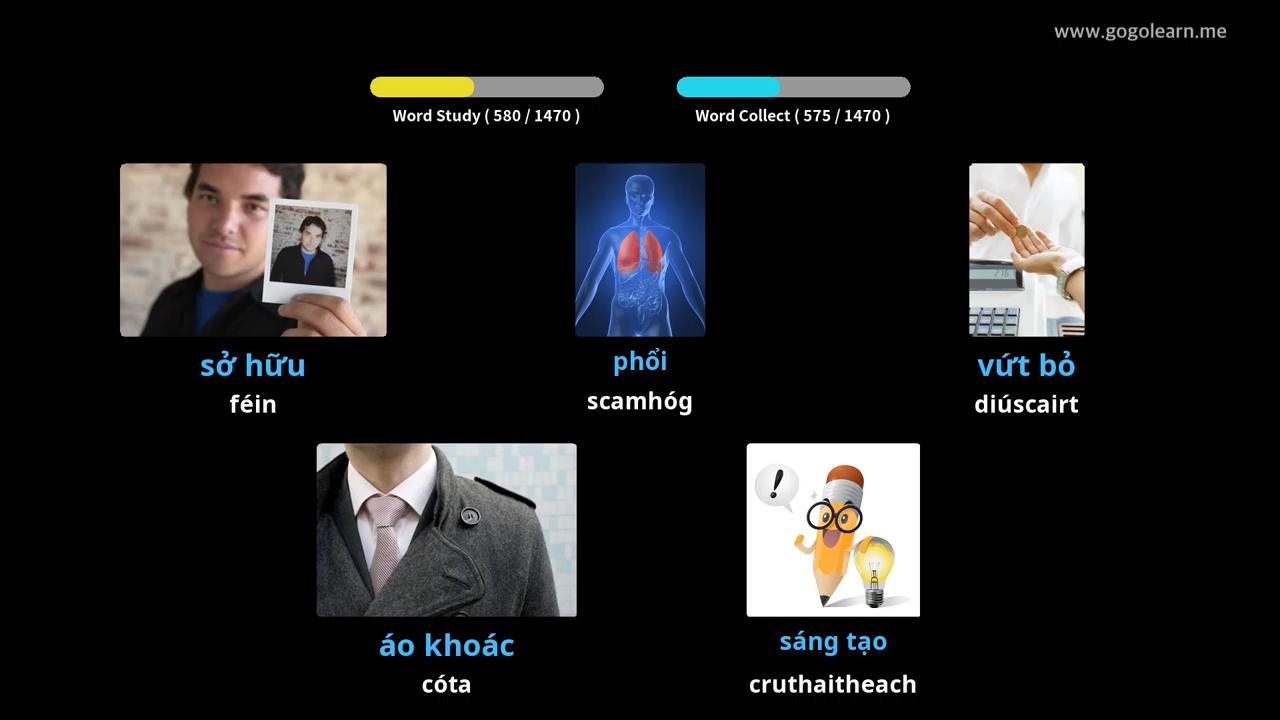 www.gogolearn.me
Word Study ( 580 / 1470 )
Word Collect ( 575 / 1470 )
sở hữu
féin
phổi
scamhóg
vứt bỏ
diúscairt
áo khoác
cóta
sáng tạo
cruthaitheach